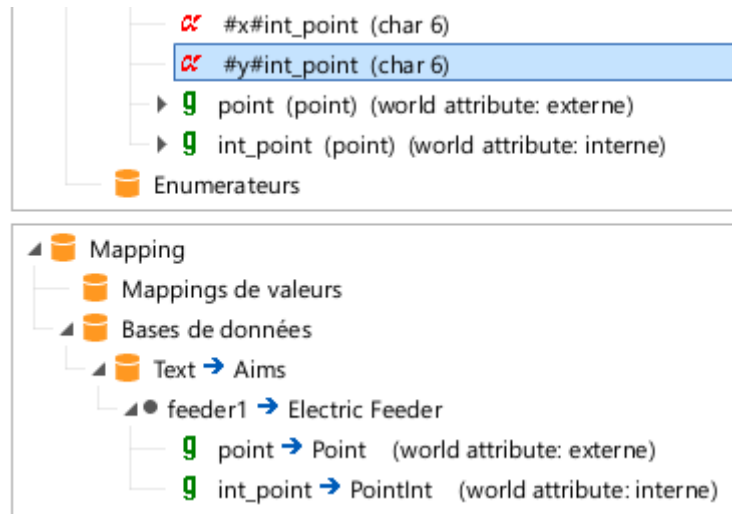 #x#int_point (char 6)
#y#int_point (char 6)
point (point) (world attribute: externe)
int_point (point) (world attribute: interne)
Enumerateurs
Mapping
Mappings de valeurs
Bases de données
Text → Aims
feeder1 → Electric Feeder
point → Point (world attribute: externe)
int_point → PointInt (world attribute: interne)